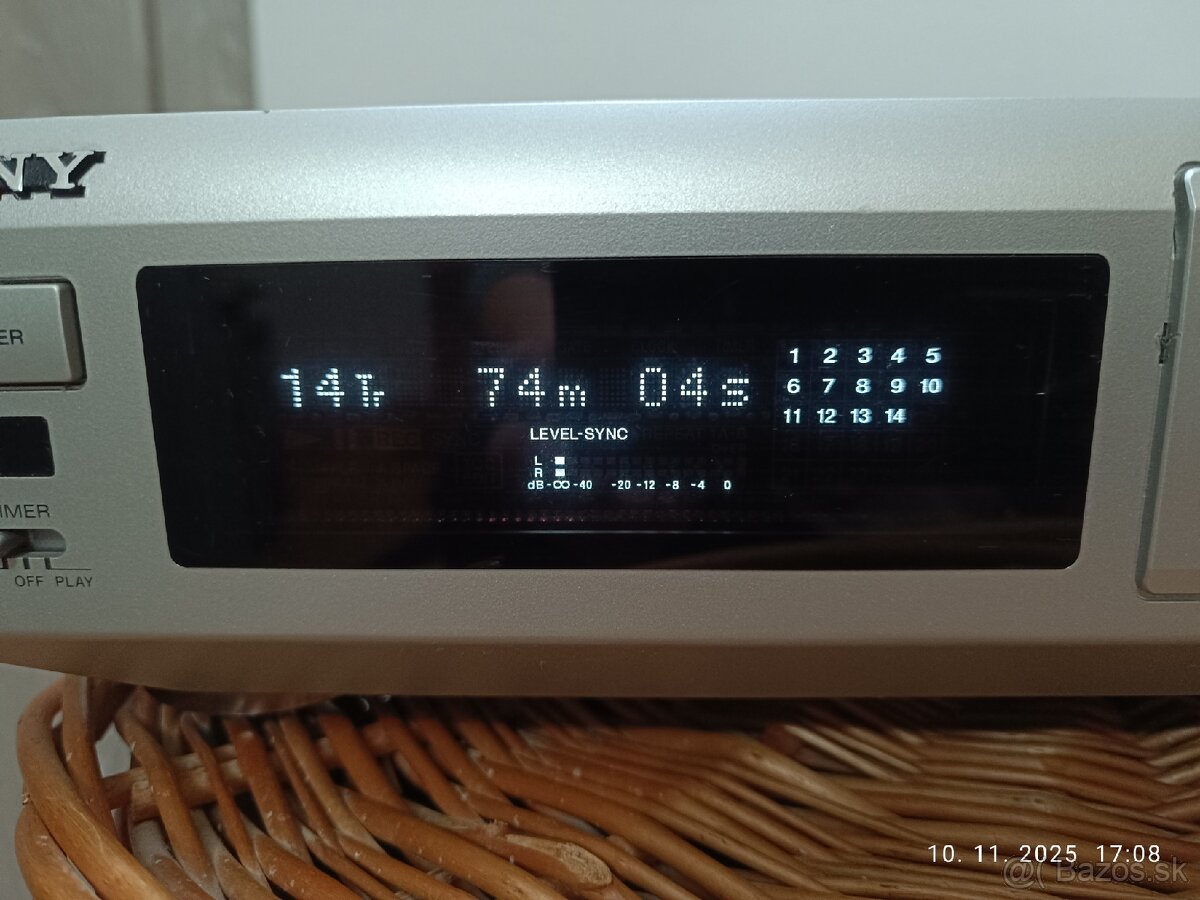 NY
ER
14Tr 74m 04s
1 2 3 4 5
6 7 8 9 10
11 12 13 14
LEVEL-SYNC
L
R
dB -∞ -40 -20 -12 -8 -4 0
IMER
OFF PLAY
10. 11. 2025 17:08
@( Bazos.sk